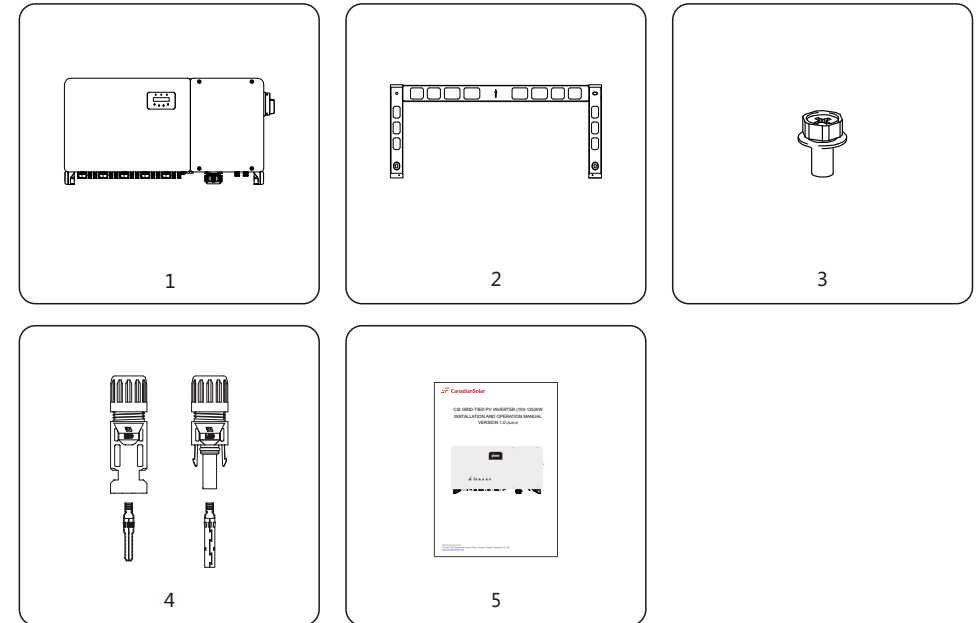 1
2
3
4
CanadianSolar
CSI GRID-TIED PV INVERTER (100-125)KW
INSTALLATION AND OPERATION MANUAL
VERSION 1.0
5